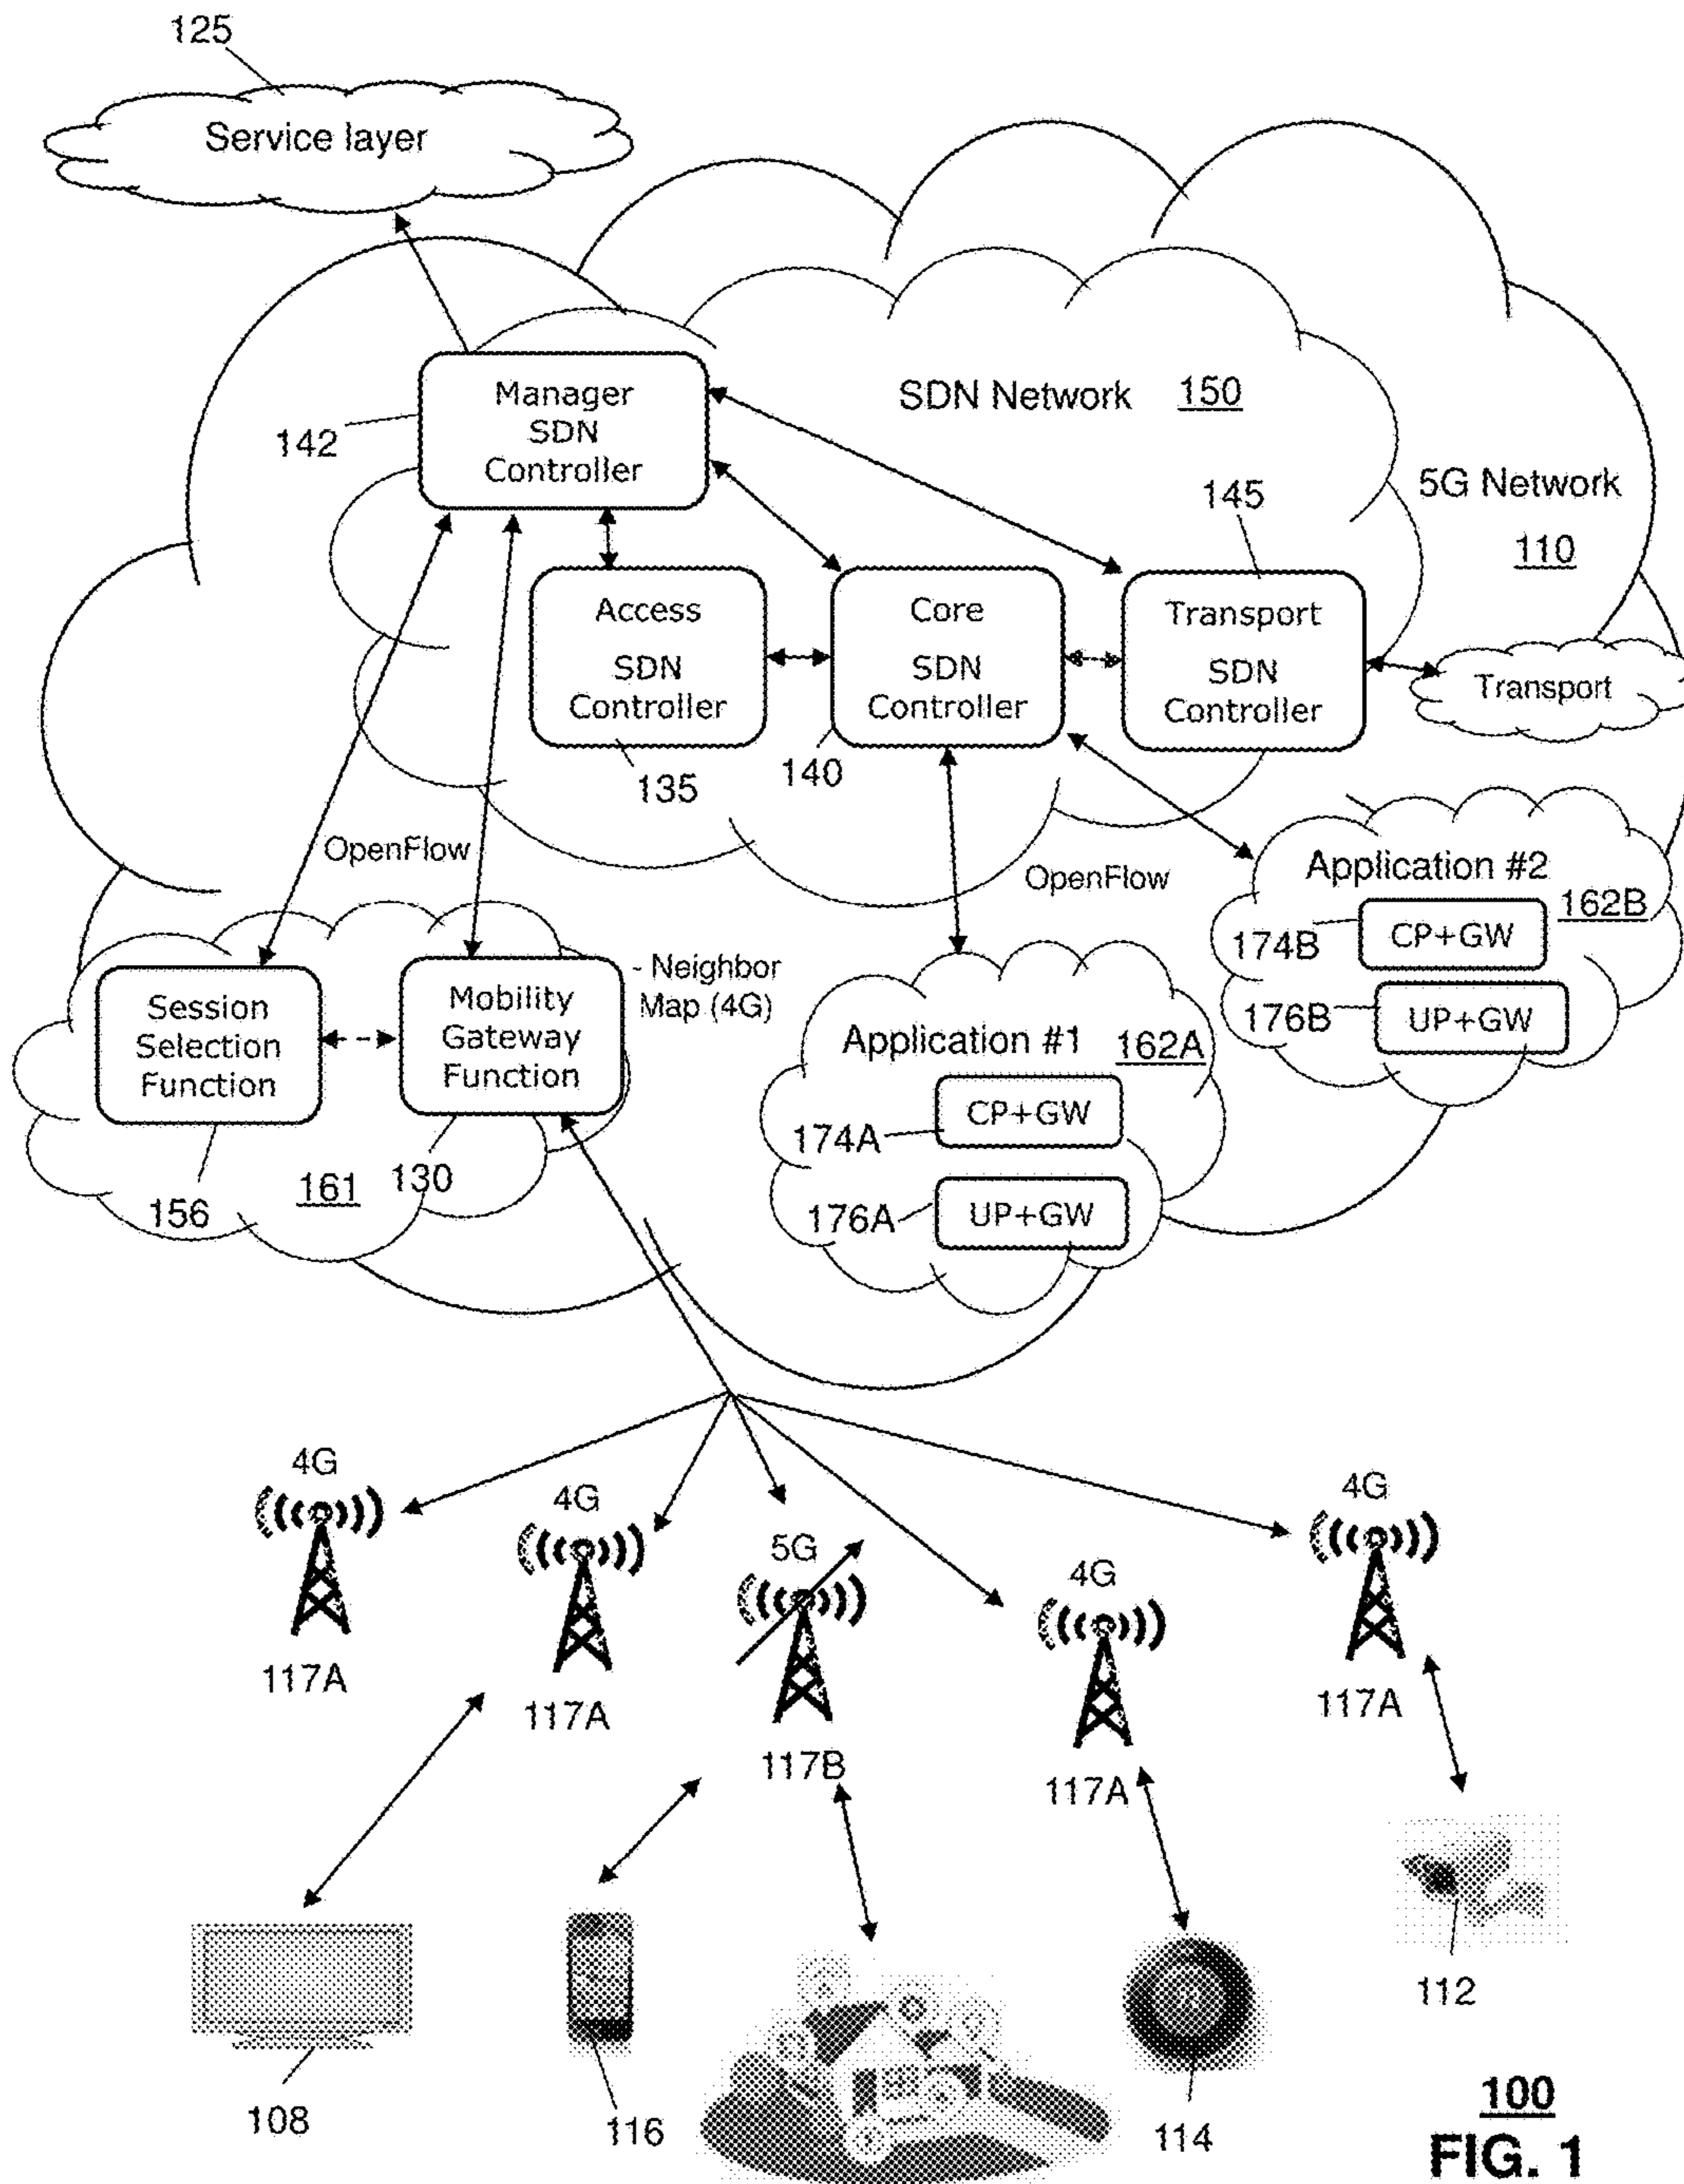 125
Service layer
Manager
SDN
Controller
142
SDN Network 150
5G Network
110
145
Access
SDN
Controller
135
Core
SDN
Controller
140
Transport
SDN
Controller
Transport
OpenFlow
OpenFlow
Application #2
162B
174B
CP+GW
176B
UP+GW
Session
Selection
Function
156
Mobility
Gateway
Function
130
161
- Neighbor
Map (4G)
Application #1
162A
174A
CP+GW
176A
UP+GW
4G
117A
4G
117A
5G
117B
4G
117A
4G
117A
108
116
114
112
100
FIG. 1